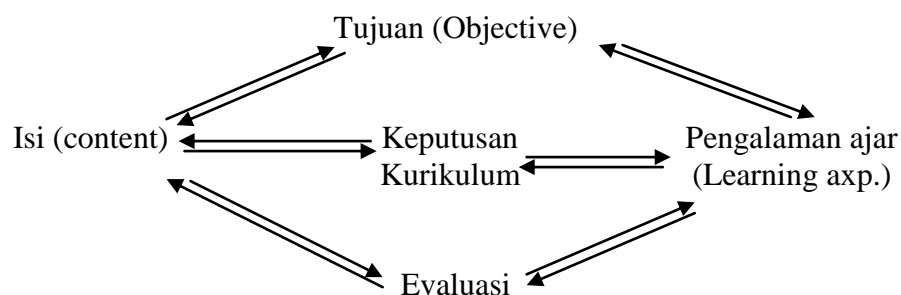 Tujuan (Objective)
Isi (content)
Keputusan
Kurikulum
Pengalaman ajar
(Learning axp.)
Evaluasi